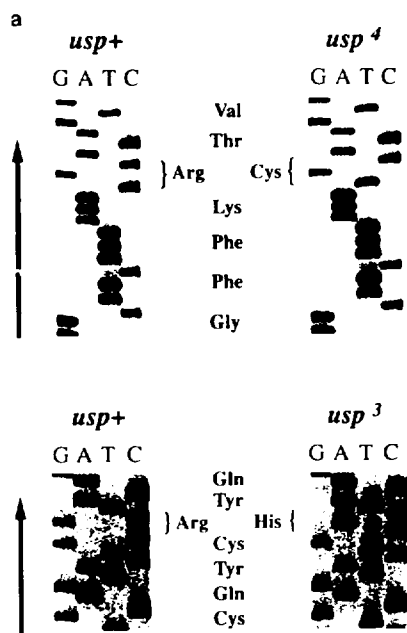 a
usp+ usp 4
G A T C G A T C
Val
Thr
} Arg Cys {
Lys
Phe
Phe
Gly
usp+ usp 3
G A T C G A T C
Gln
Tyr
} Arg His {
Cys
Tyr
Gln
Cys